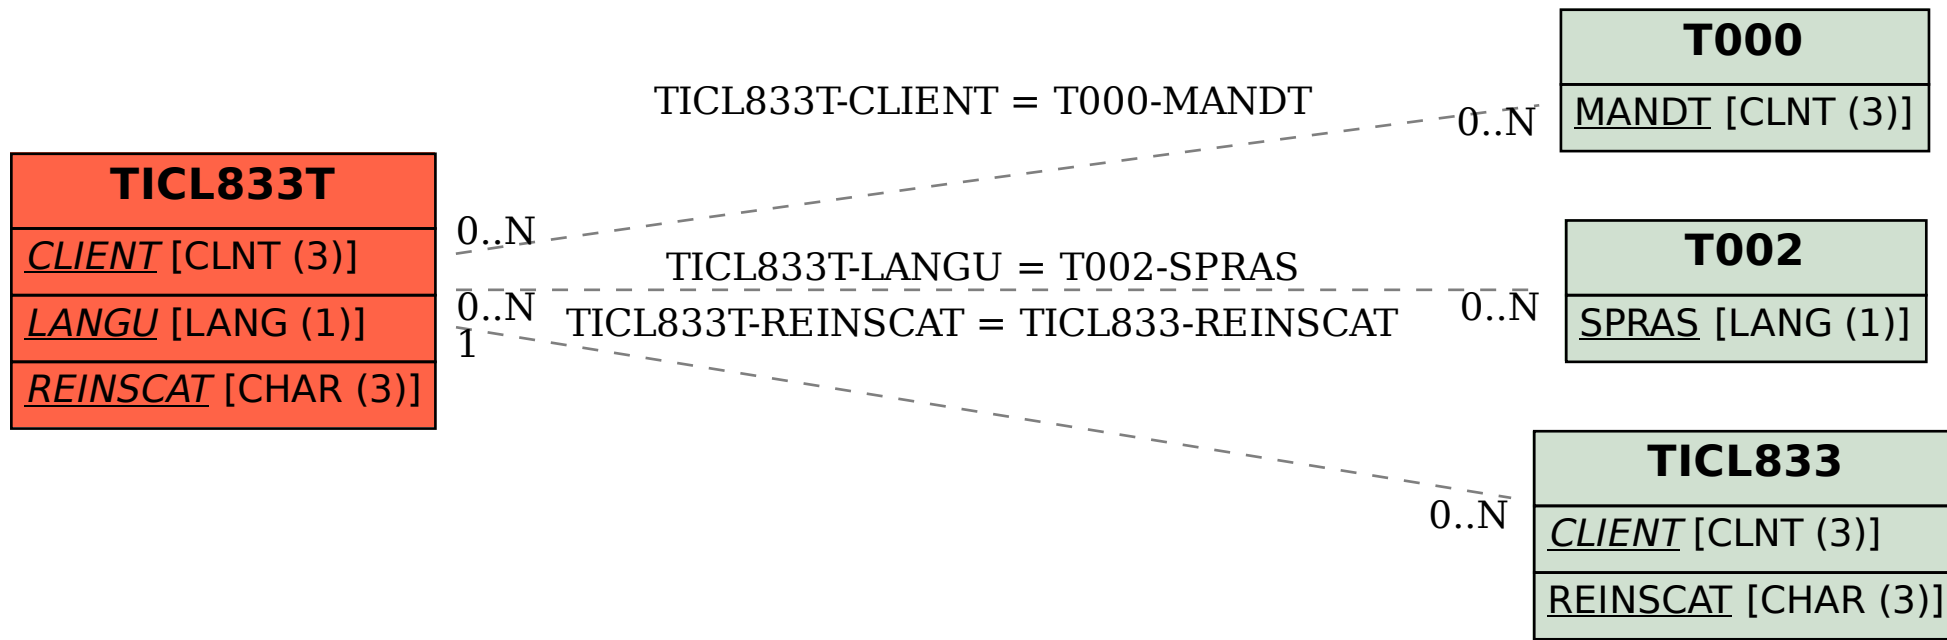 TICL833T
CLIENT [CLNT (3)]
LANGU [LANG (1)]
REINSCAT [CHAR (3)]
TICL833T-CLIENT = T000-MANDT
0..N
0..N
TICL833T-LANGU = T002-SPRAS
0..N
0..N
TICL833T-REINSCAT = TICL833-REINSCAT
1
0..N
T000
MANDT [CLNT (3)]
T002
SPRAS [LANG (1)]
TICL833
CLIENT [CLNT (3)]
REINSCAT [CHAR (3)]